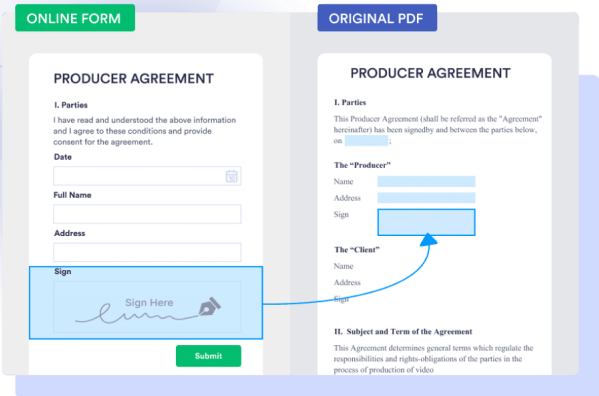 ONLINE FORM
PRODUCER AGREEMENT
I. Parties
I have read and understood the above information
and I agree to these conditions and provide
consent for the agreement.
Date
Full Name
Address
Sign
Sign Here
Submit
ORIGINAL PDF
PRODUCER AGREEMENT
I. Parties
This Producer Agreement (shall be referred as the "Agreement"
hereinafter) has been signedby and between the parties below,
on ;
The “Producer”
Name
Address
Sign
The “Client”
Name
Address
Sign
II. Subject and Term of the Agreement
This Agreement determines general terms which regulate the
responsibilities and rights-obligations of the parties in the
process of production of video